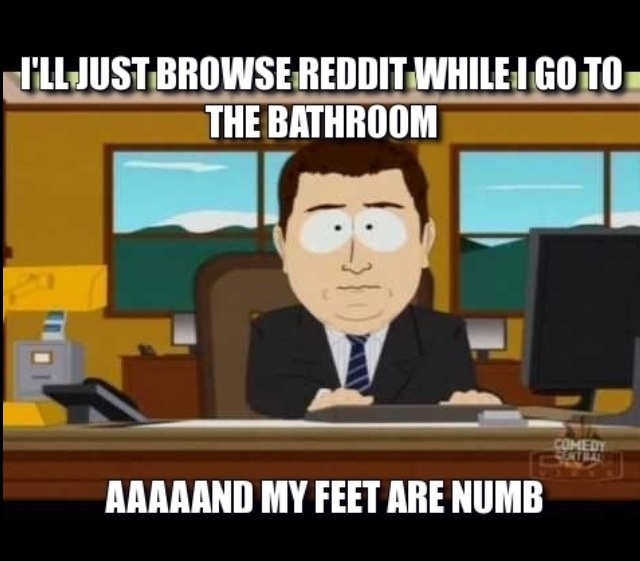 I'LL JUST BROWSE REDDIT WHILE I GO TO
THE BATHROOM
COMEDY
CENTRAL
AAAAAND MY FEET ARE NUMB